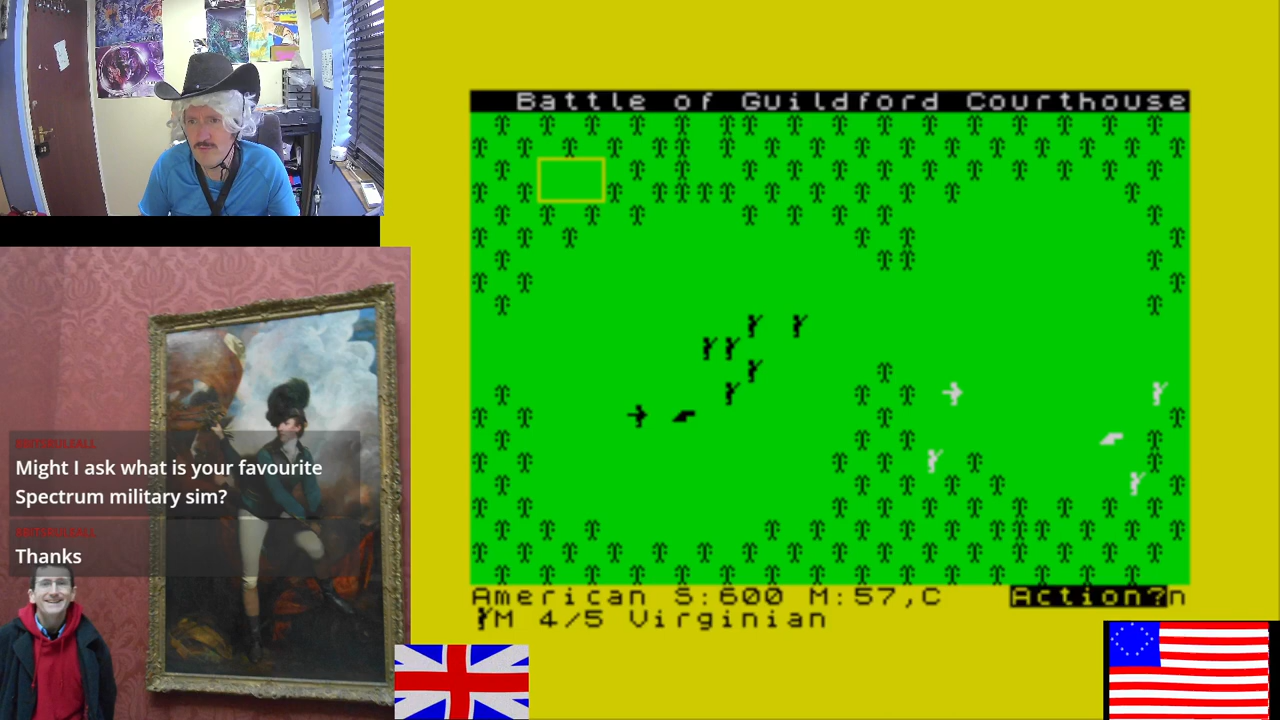 Battle of Guildford Courthouse
Might I ask what is your favourite
Spectrum military sim?
Thanks
American S:600 M:57,C Action?n
M 4/5 Virginian